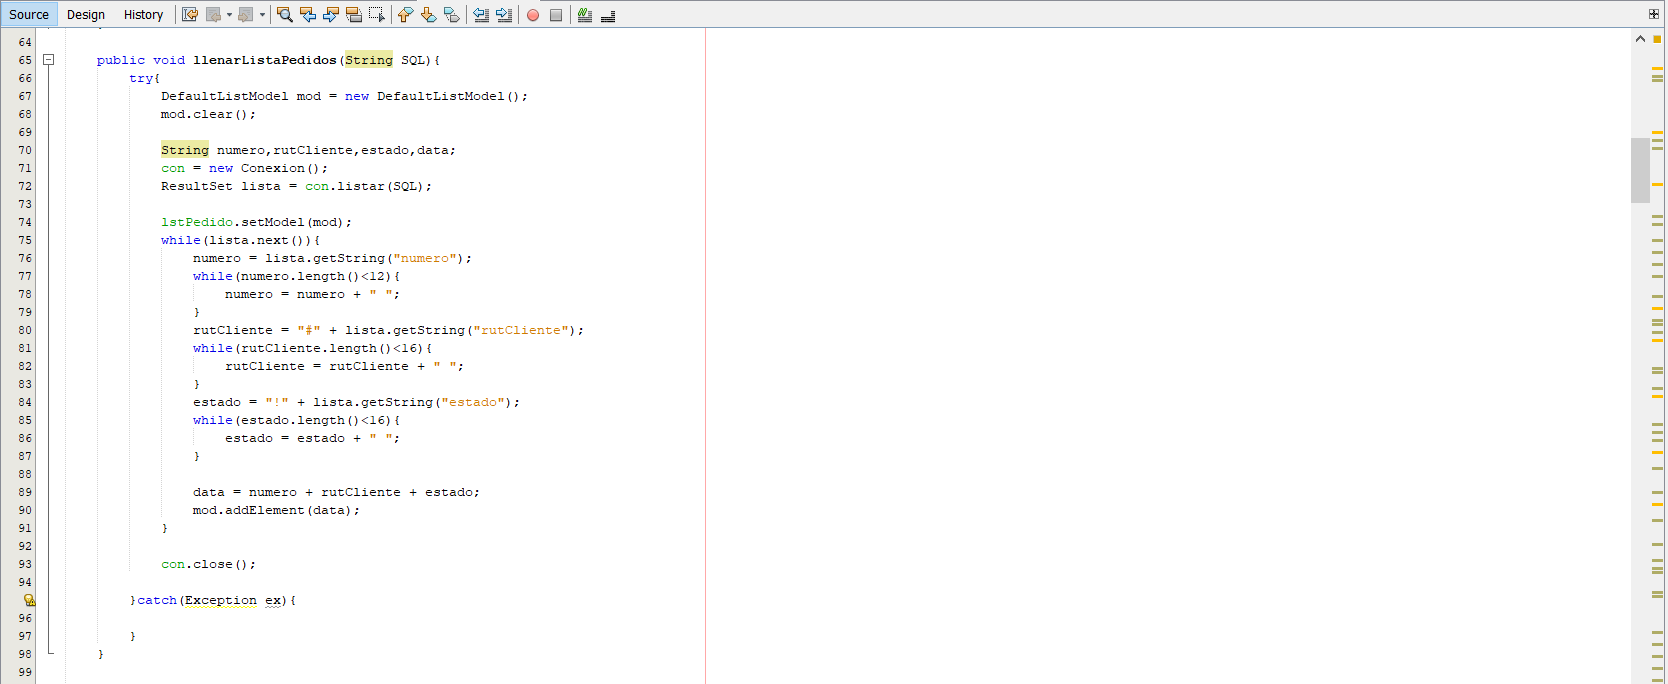 Source Design History
64
65 public void llenarListaPedidos(String SQL){
66 try{
67 DefaultListModel mod = new DefaultListModel();
68 mod.clear();
69
70 String numero,rutCliente,estado,data;
71 con = new Conexion();
72 ResultSet lista = con.listar(SQL);
73
74 lstPedido.setModel(mod);
75 while(lista.next()){
76 numero = lista.getString("numero");
77 while(numero.length()<12){
78 numero = numero + " ";
79 }
80 rutCliente = "#" + lista.getString("rutCliente");
81 while(rutCliente.length()<16){
82 rutCliente = rutCliente + " ";
83 }
84 estado = "!" + lista.getString("estado");
85 while(estado.length()<16){
86 estado = estado + " ";
87 }
88
89 data = numero + rutCliente + estado;
90 mod.addElement(data);
91 }
92
93 con.close();
94
}catch(Exception ex){
96
97 }
98 }
99